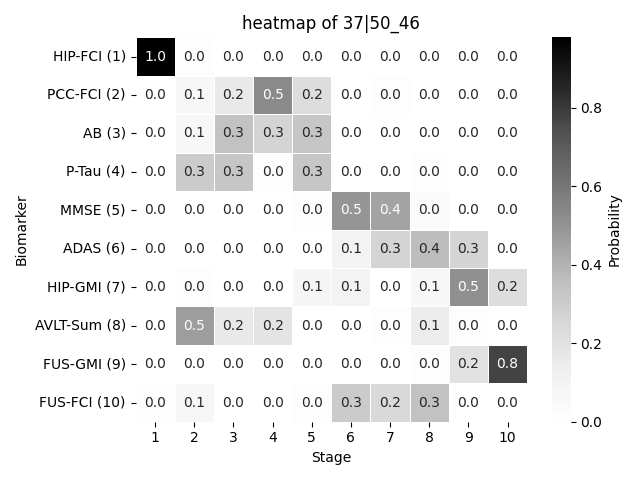 heatmap of 37|50_46
HIP-FCI (1) 1.0 0.0 0.0 0.0 0.0 0.0 0.0 0.0 0.0 0.0
PCC-FCI (2) 0.0 0.1 0.2 0.5 0.2 0.0 0.0 0.0 0.0 0.0
AB (3) 0.0 0.1 0.3 0.3 0.3 0.0 0.0 0.0 0.0 0.0
P-Tau (4) 0.0 0.3 0.3 0.0 0.3 0.0 0.0 0.0 0.0 0.0
MMSE (5) 0.0 0.0 0.0 0.0 0.0 0.5 0.4 0.0 0.0 0.0
ADAS (6) 0.0 0.0 0.0 0.0 0.0 0.1 0.3 0.4 0.3 0.0
HIP-GMI (7) 0.0 0.0 0.0 0.0 0.1 0.1 0.0 0.1 0.5 0.2
AVLT-Sum (8) 0.0 0.5 0.2 0.2 0.0 0.0 0.0 0.1 0.0 0.0
FUS-GMI (9) 0.0 0.0 0.0 0.0 0.0 0.0 0.0 0.0 0.2 0.8
FUS-FCI (10) 0.0 0.1 0.0 0.0 0.0 0.3 0.2 0.3 0.0 0.0
1 2 3 4 5 6 7 8 9 10
Stage
Biomarker
0.8
0.6
0.4
0.2
0.0
Probability